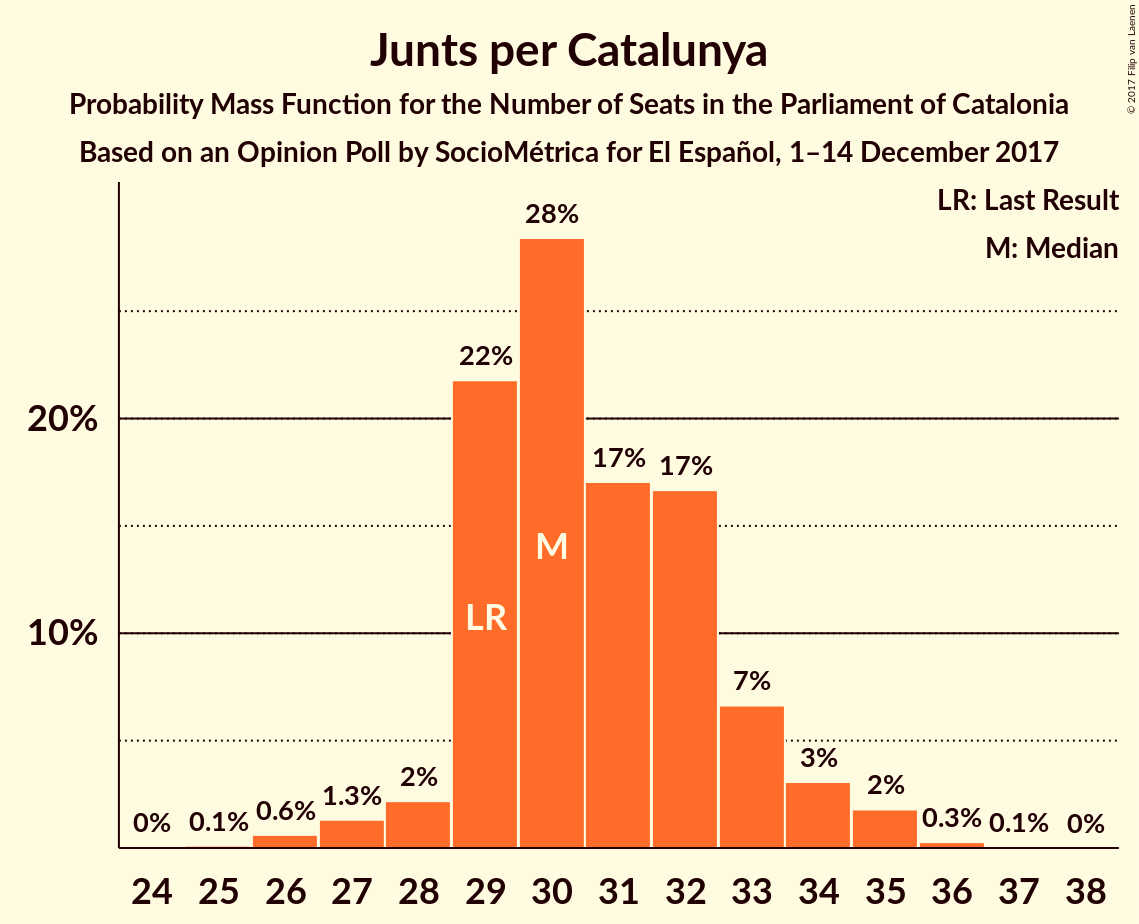 Junts per Catalunya
Probability Mass Function for the Number of Seats in the Parliament of Catalonia
Based on an Opinion Poll by SocioMétrica for El Español, 1–14 December 2017
© 2017 Filip van Laenen
LR: Last Result
M: Median
28%
22%
20%
17%
17%
M
LR
10%
7%
3%
2%
2%
1.3%
0.6%
0.3%
0%
0.1%
0.1%
0%
24 25 26 27 28 29 30 31 32 33 34 35 36 37 38